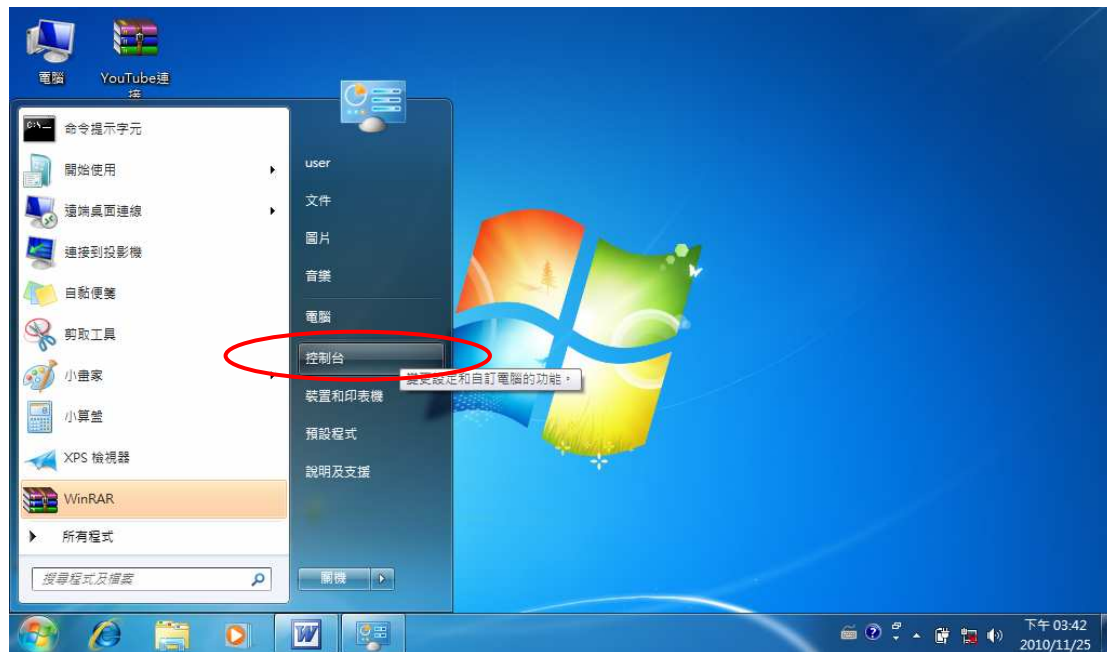 電腦
YouTube連
接
命令提示字元
開始使用
遠端桌面連線
連接到投影機
自黏便箋
剪取工具
小畫家
小算盤
XPS 檢視器
WinRAR
所有程式
搜尋程式及檔案
user
文件
圖片
音樂
電腦
控制台
變更設定和自訂電腦的功能。
裝置和印表機
預設程式
說明及支援
關機
下午 03:42
2010/11/25